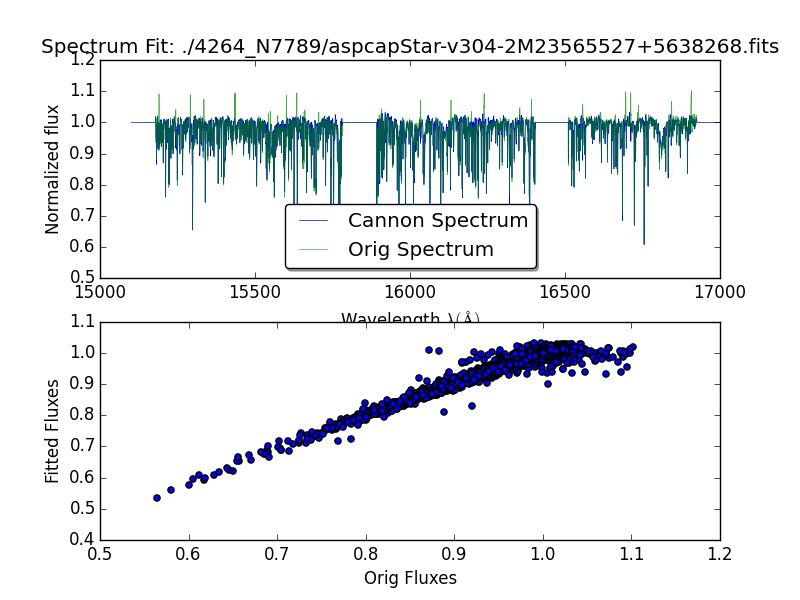 Spectrum Fit: ./4264_N7789/aspcapStar-v304-2M23565527+5638268.fits
1.2
1.1
1.0
0.9
0.8
0.7
0.6
0.5
Normalized flux
Cannon Spectrum
Orig Spectrum
15000 15500 16000 16500 17000
Wavelength λ(Å)
1.1
1.0
0.9
0.8
0.7
0.6
0.5
0.4
Fitted Fluxes
0.5 0.6 0.7 0.8 0.9 1.0 1.1 1.2
Orig Fluxes